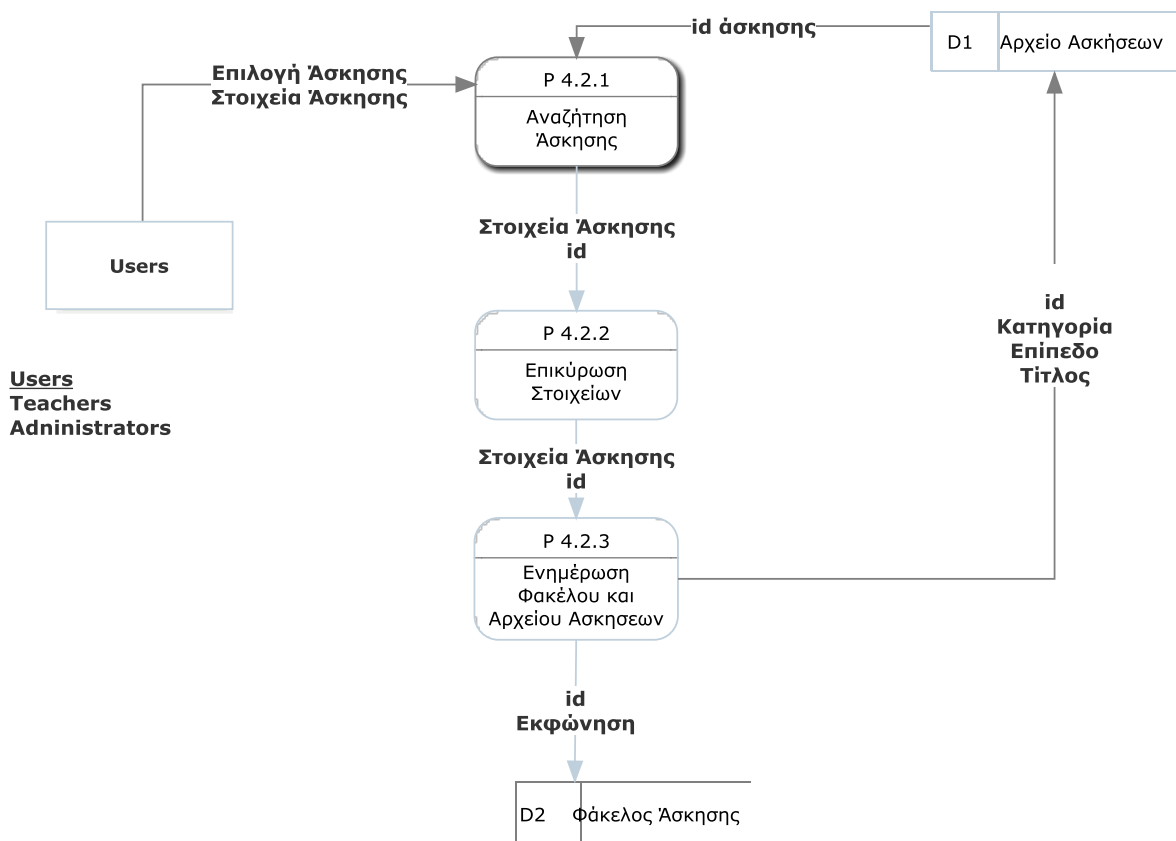 id άσκησης
D1 Αρχείο Ασκήσεων
P 4.2.1
Αναζήτηση
Άσκησης
Επιλογή Άσκησης
Στοιχεία Άσκησης
Users
Στοιχεία Άσκησης
id
P 4.2.2
Επικύρωση
Στοιχείων
id
Κατηγορία
Επίπεδο
Τίτλος
Users
Teachers
Adninistrators
Στοιχεία Άσκησης
id
P 4.2.3
Ενημέρωση
Φακέλου και
Αρχείου Ασκησεων
id
Εκφώνηση
D2 Φάκελος Άσκησης